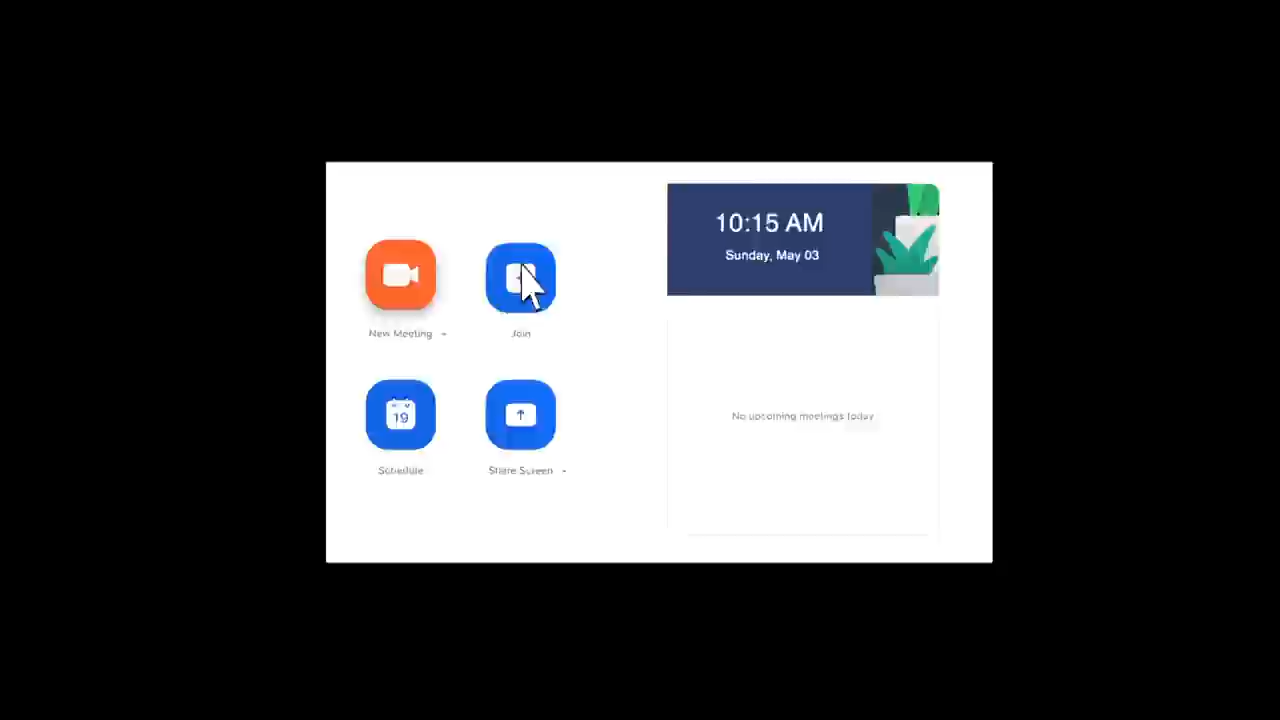 10:15 AM
Sunday, May 03
New Meeting
Join
19
Schedule
Share Screen
No upcoming meetings today